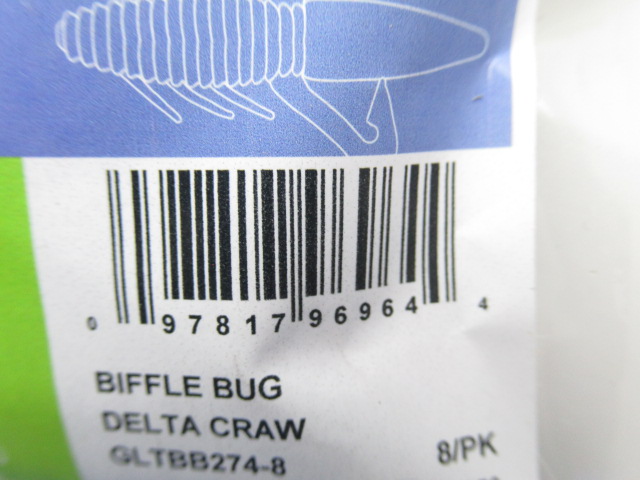 0 97817 96964 4
BIFFLE BUG
DELTA CRAW
GLTBB274-8
8/PK